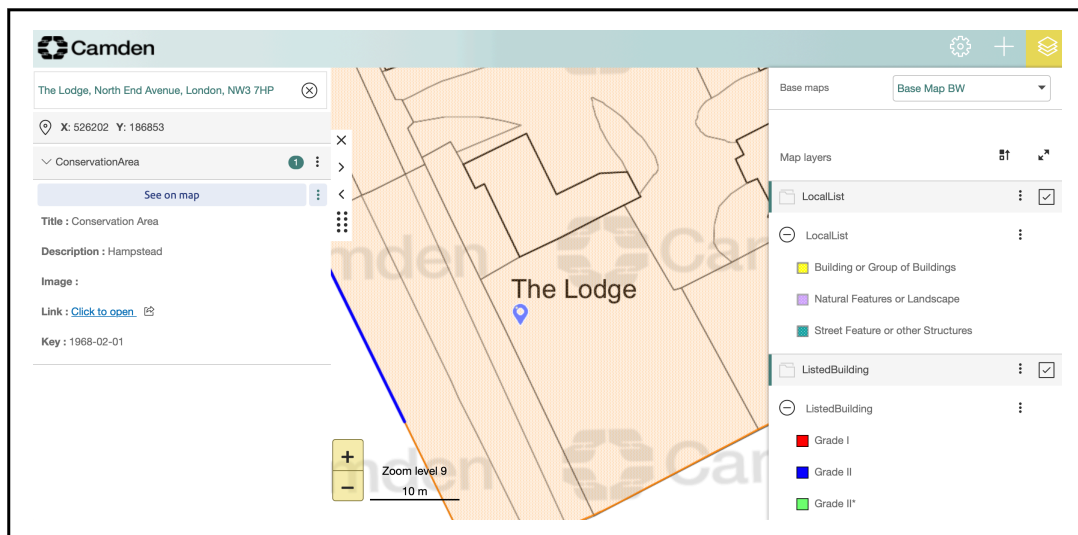 Camden
The Lodge, North End Avenue, London, NW3 7HP
X: 526202 Y: 186853
ConservationArea 1
See on map
Title : Conservation Area
Description : Hampstead
Image :
Link : Click to open
Key : 1968-02-01
The Lodge
Camden
Camden
Zoom level 9
10 m
Base maps Base Map BW
Map layers
LocalList
LocalList
Building or Group of Buildings
Natural Features or Landscape
Street Feature or other Structures
ListedBuilding
ListedBuilding
Grade I
Grade II
Grade II*